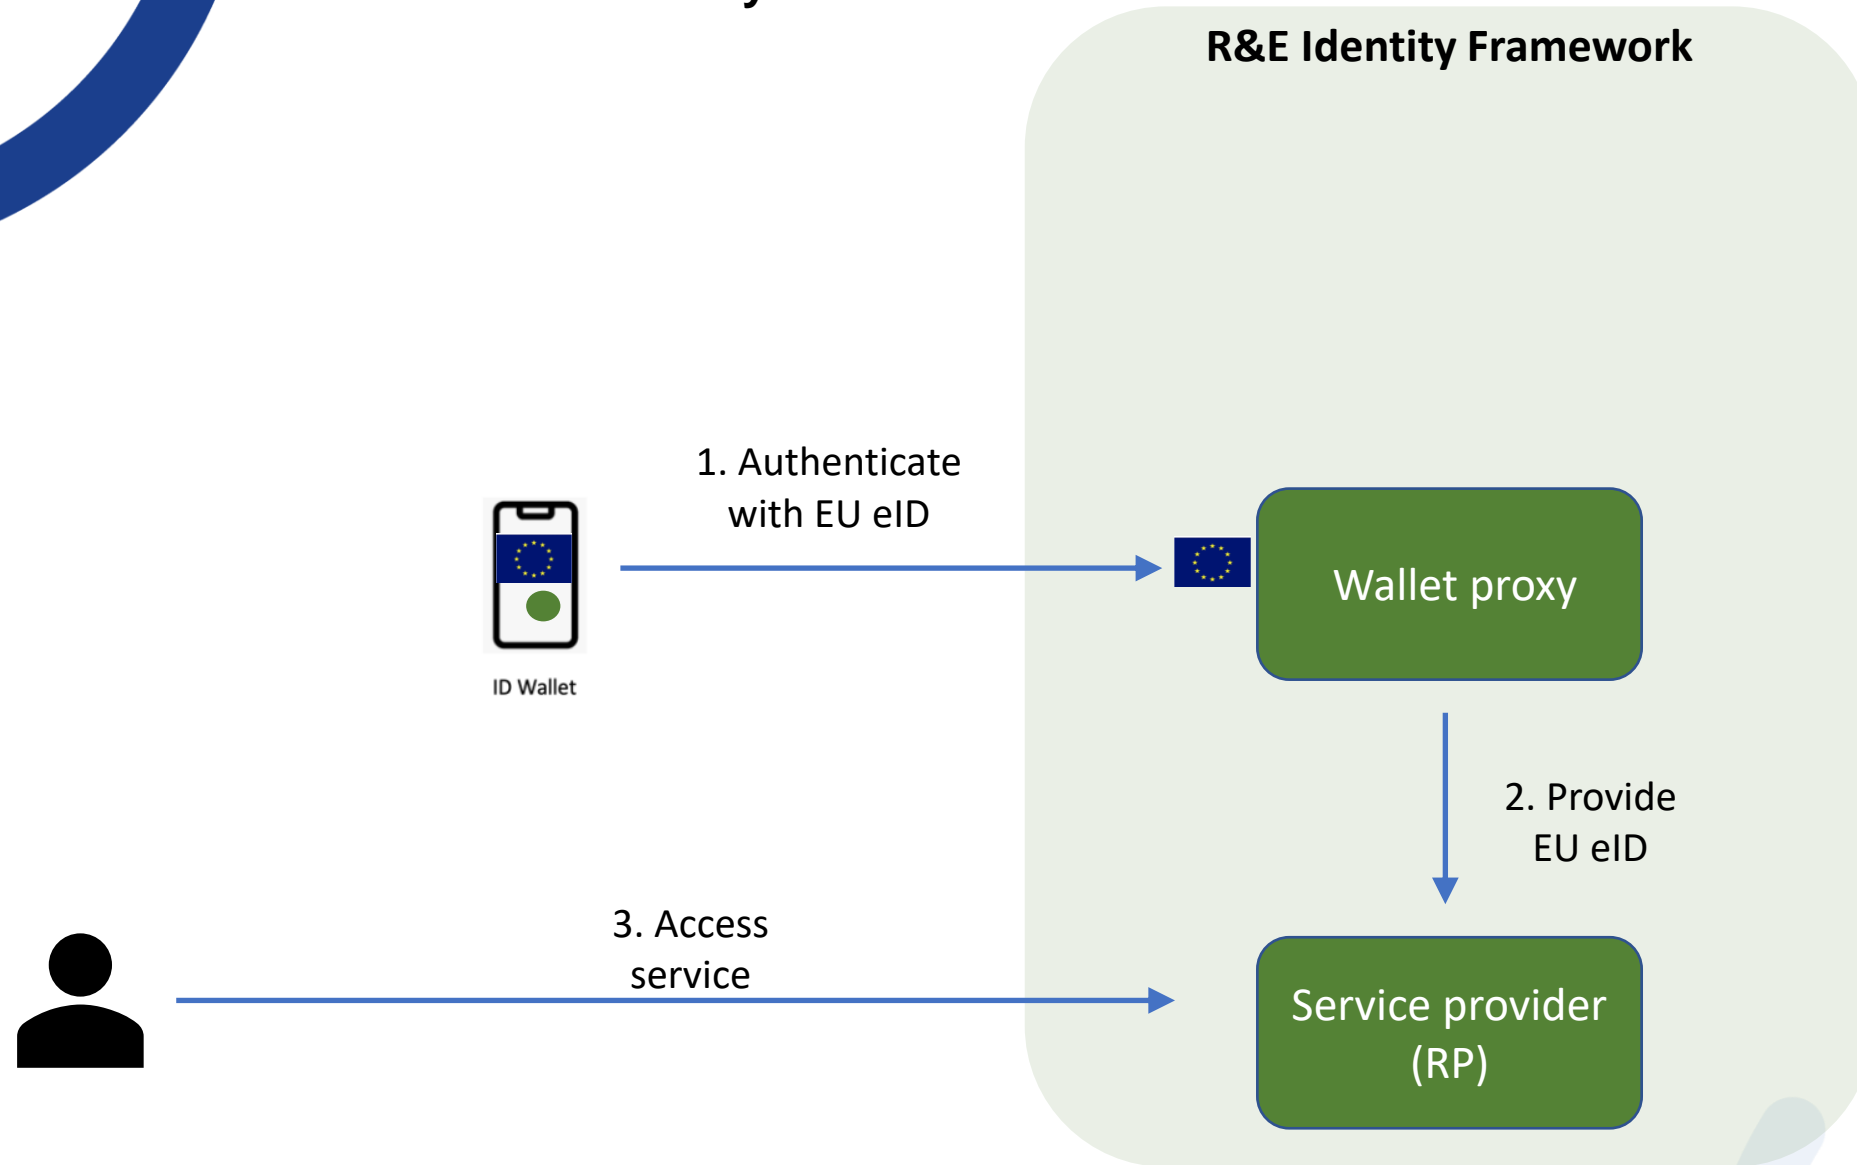 R&E Identity Framework
1. Authenticate
with EU eID
Wallet proxy
ID Wallet
2. Provide
EU eID
3. Access
service
Service provider
(RP)